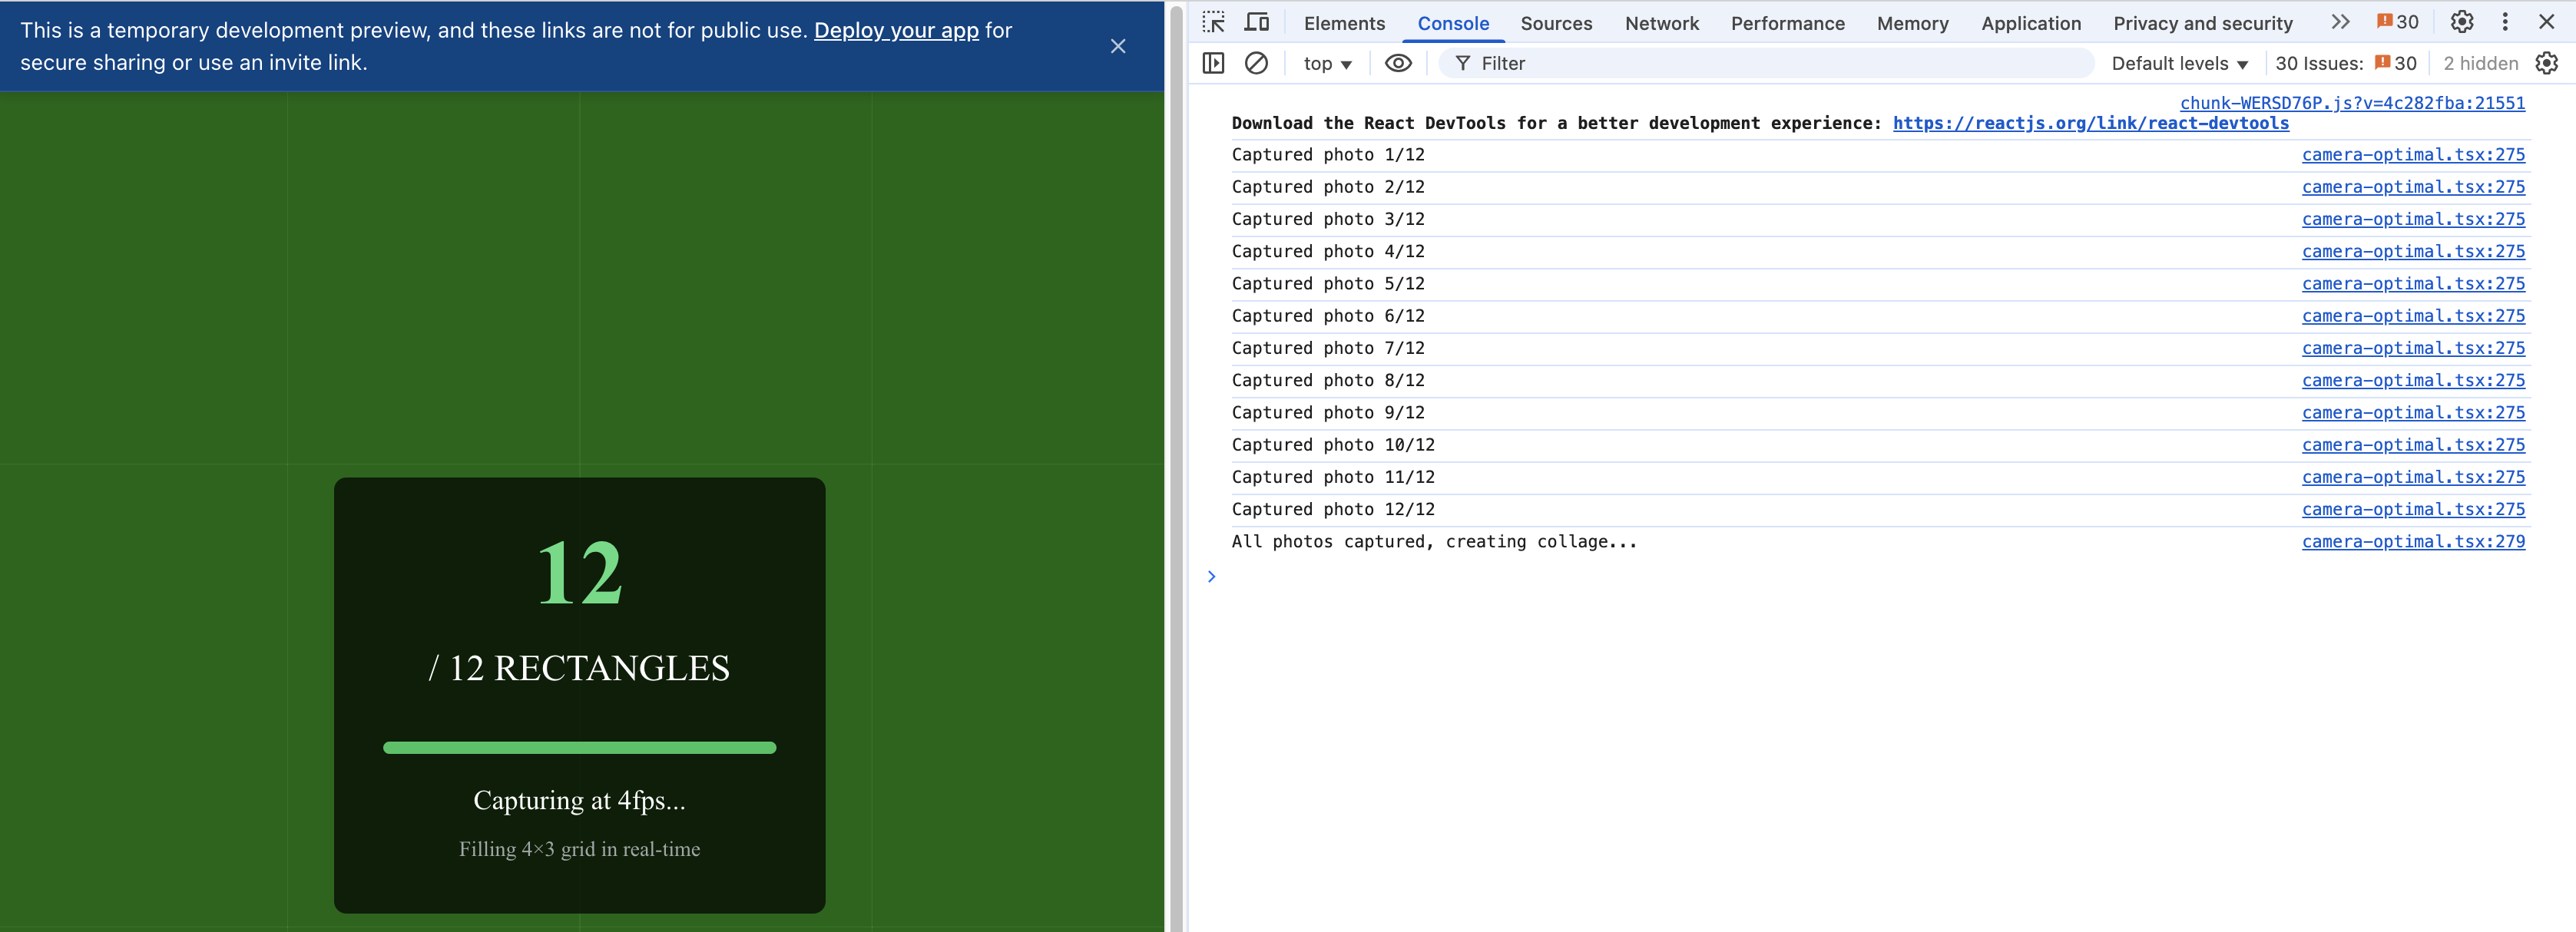 This is a temporary development preview, and these links are not for public use. Deploy your app for
secure sharing or use an invite link.
12
/ 12 RECTANGLES
Capturing at 4fps...
Filling 4×3 grid in real-time
Elements Console Sources Network Performance Memory Application Privacy and security 30
top Filter Default levels 30 Issues: 30 2 hidden
chunk-WERSD76P.js?v=4c282fba:21551
Download the React DevTools for a better development experience: https://reactjs.org/link/react-devtools
Captured photo 1/12 camera-optimal.tsx:275
Captured photo 2/12 camera-optimal.tsx:275
Captured photo 3/12 camera-optimal.tsx:275
Captured photo 4/12 camera-optimal.tsx:275
Captured photo 5/12 camera-optimal.tsx:275
Captured photo 6/12 camera-optimal.tsx:275
Captured photo 7/12 camera-optimal.tsx:275
Captured photo 8/12 camera-optimal.tsx:275
Captured photo 9/12 camera-optimal.tsx:275
Captured photo 10/12 camera-optimal.tsx:275
Captured photo 11/12 camera-optimal.tsx:275
Captured photo 12/12 camera-optimal.tsx:275
All photos captured, creating collage... camera-optimal.tsx:279